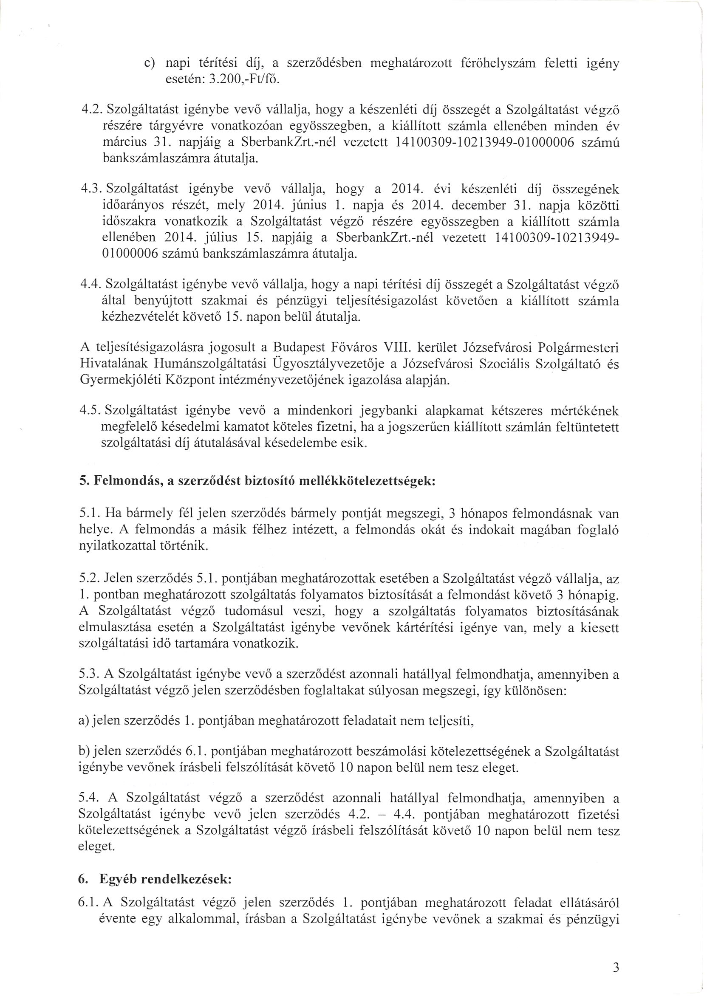 c) napi térítési díj, a szerződésben meghatározott férőhelyszám feletti igény
esetén: 3.200,-Ft/fő.
4.2. Szolgáltatást igénybe vevő vállalja, hogy a készenléti díj összegét a Szolgáltatást végző
részére tárgyévre vonatkozóan egyösszegben, a kiállított számla ellenében minden év
március 31. napjáig a SberbankZrt.-nél vezetett 14100309-10213949-01000006 számú
bankszámlaszámra átutalja.
4.3. Szolgáltatást igénybe vevő vállalja, hogy a 2014. évi készenléti díj összegének
időarányos részét, mely 2014. június 1. napja és 2014. december 31. napja közötti
időszakra vonatkozik a Szolgáltatást végző részére egyösszegben a kiállított számla
ellenében 2014. július 15. napjáig a SberbankZrt.-nél vezetett 14100309-10213949-
01000006 számú bankszámlaszámra átutalja.
4.4. Szolgáltatást igénybe vevő vállalja, hogy a napi térítési díj összegét a Szolgáltatást végző
által benyújtott szakmai és pénzügyi teljesítésigazolást követően a kiállított számla
kézhezvételét követő 15. napon belül átutalja.
A teljesítésigazolásra jogosult a Budapest Főváros VIII. kerület Józsefvárosi Polgármesteri
Hivatalának Humánszolgáltatási Ügyosztályvezetője a Józsefvárosi Szociális Szolgáltató és
Gyermekjóléti Központ intézményvezetőjének igazolása alapján.
4.5. Szolgáltatást igénybe vevő a mindenkori jegybanki alapkamat kétszeres mértékének
megfelelő késedelmi kamatot köteles fizetni, ha a jogszerűen kiállított számlán feltüntetett
szolgáltatási díj átutalásával késedelembe esik.
5. Felmondás, a szerződést biztosító mellékkötelezettségek:
5.1. Ha bármely fél jelen szerződés bármely pontját megszegi, 3 hónapos felmondásnak van
helye. A felmondás a másik félhez intézett, a felmondás okát és indokait magában foglaló
nyilatkozattal történik.
5.2. Jelen szerződés 5.1. pontjában meghatározottak esetében a Szolgáltatást végző vállalja, az
1. pontban meghatározott szolgáltatás folyamatos biztosítását a felmondást követő 3 hónapig.
A Szolgáltatást végző tudomásul veszi, hogy a szolgáltatás folyamatos biztosításának
elmulasztása esetén a Szolgáltatást igénybe vevőnek kártérítési igénye van, mely a kiesett
szolgáltatási idő tartamára vonatkozik.
5.3. A Szolgáltatást igénybe vevő a szerződést azonnali hatállyal felmondhatja, amennyiben a
Szolgáltatást végző jelen szerződésben foglaltakat súlyosan megszegi, így különösen:
a) jelen szerződés 1. pontjában meghatározott feladatait nem teljesíti,
b) jelen szerződés 6.1. pontjában meghatározott beszámolási kötelezettségének a Szolgáltatást
igénybe vevőnek írásbeli felszólítását követő 10 napon belül nem tesz eleget.
5.4. A Szolgáltatást végző a szerződést azonnali hatállyal felmondhatja, amennyiben a
Szolgáltatást igénybe vevő jelen szerződés 4.2. – 4.4. pontjában meghatározott fizetési
kötelezettségének a Szolgáltatást végző írásbeli felszólítását követő 10 napon belül nem tesz
eleget.
6. Egyéb rendelkezések:
6.1. A Szolgáltatást végző jelen szerződés 1. pontjában meghatározott feladat ellátásáról
évente egy alkalommal, írásban a Szolgáltatást igénybe vevőnek a szakmai és pénzügyi
3